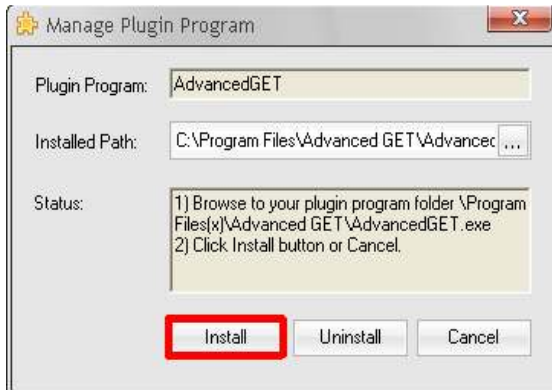 Manage Plugin Program
Plugin Program: AdvancedGET
Installed Path: C:\Program Files\Advanced GET\Advanced ...
Status: 1) Browse to your plugin program folder \Program
Files(x)\Advanced GET\AdvancedGET.exe
2) Click Install button or Cancel.
Install Uninstall Cancel